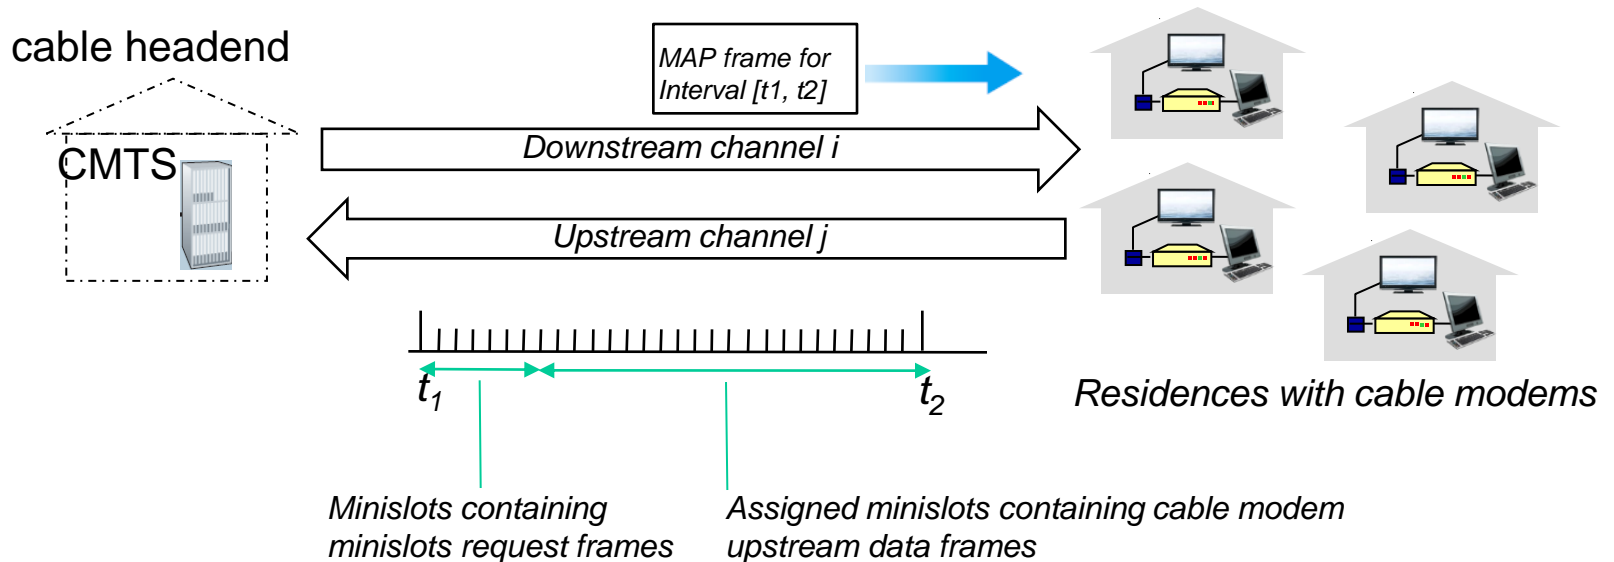 cable headend
CMTS
MAP frame for
Interval [t1, t2]
Downstream channel i
Upstream channel j
t1
t2
Residences with cable modems
Minislots containing
minislots request frames
Assigned minislots containing cable modem
upstream data frames